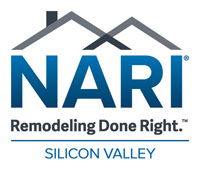 NARI®
Remodeling Done Right.™
SILICON VALLEY